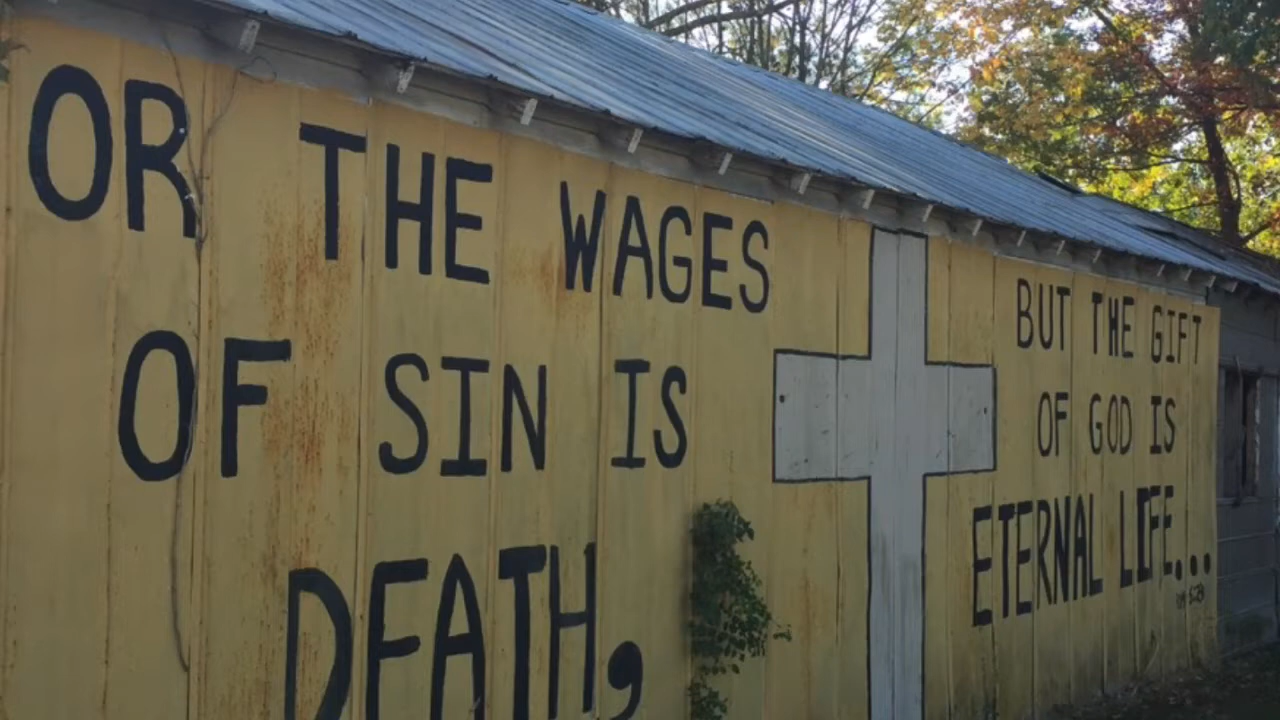 OR THE WAGES
OF SIN IS
DEATH,
BUT THE GIFT
OF GOD IS
ETERNAL LIFE...